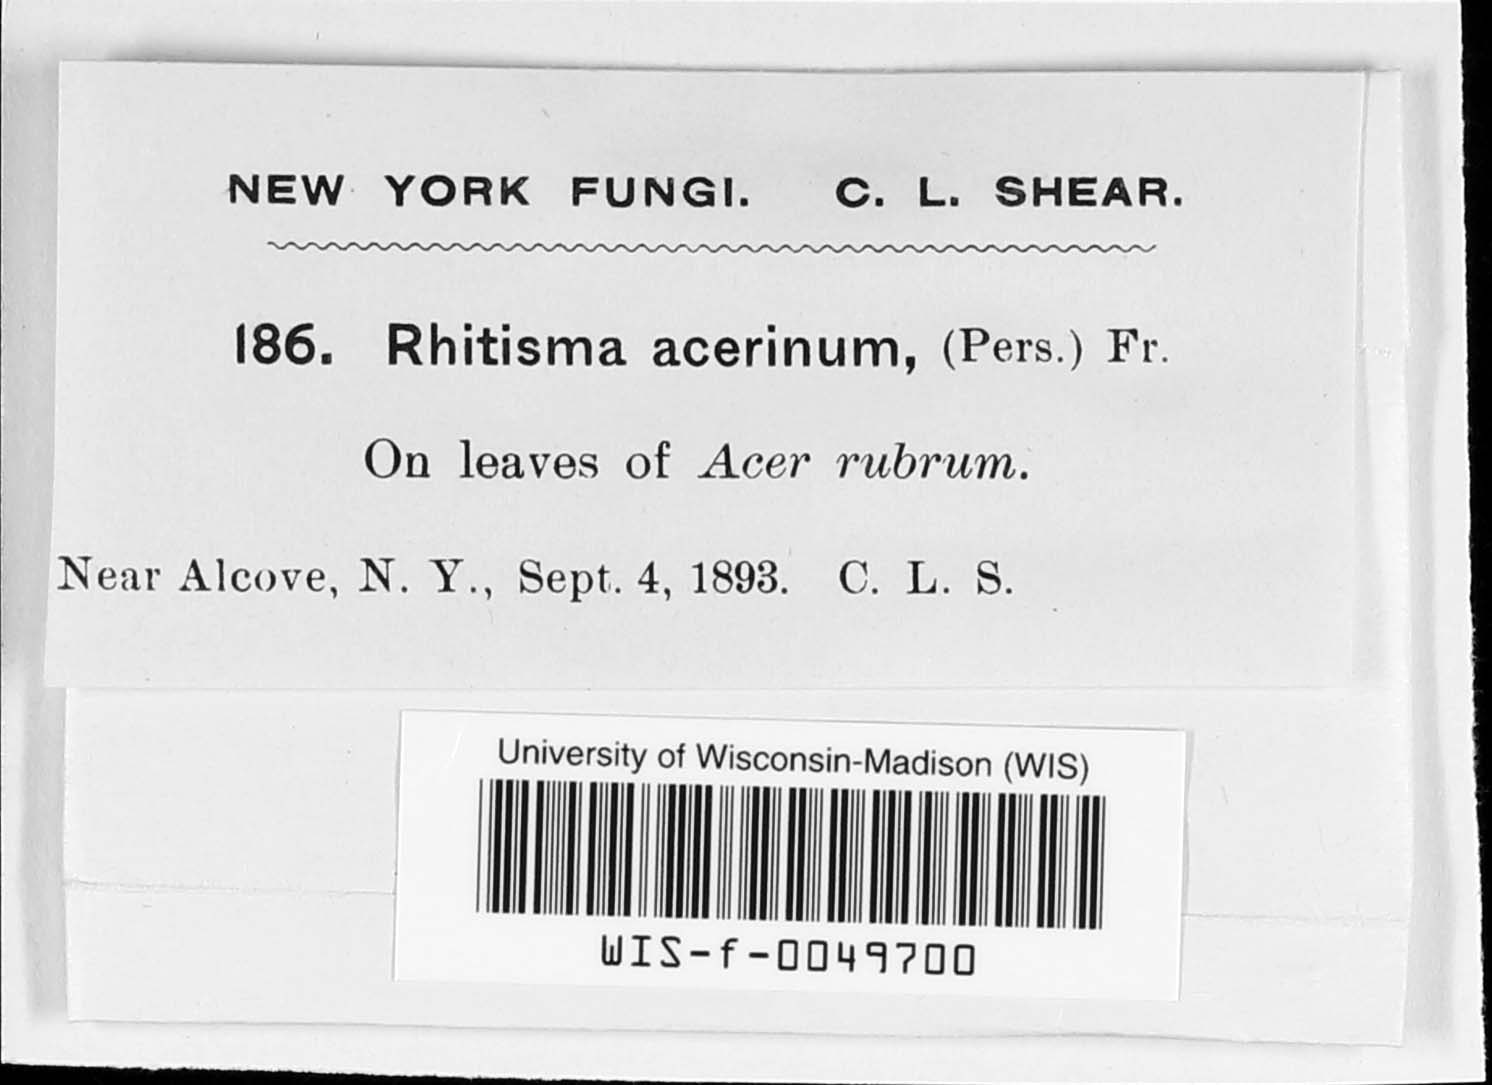 NEW YORK FUNGI. C. L. SHEAR.
186. Rhitisma acerinum, (Pers.) Fr.
On leaves of Acer rubrum.
Near Alcove, N. Y., Sept. 4, 1893. C. L. S.
University of Wisconsin-Madison (WIS)
WIS-f-0049700